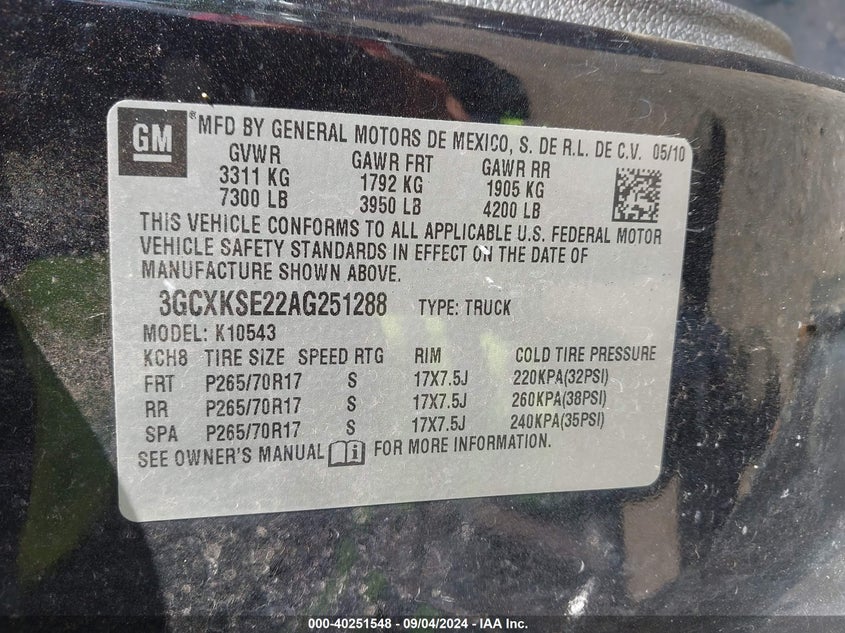 GM
® MFD BY GENERAL MOTORS DE MEXICO, S. DE R.L. DE C.V. 05/10
GVWR GAWR FRT GAWR RR
3311 KG 1792 KG 1905 KG
7300 LB 3950 LB 4200 LB
THIS VEHICLE CONFORMS TO ALL APPLICABLE U.S. FEDERAL MOTOR
VEHICLE SAFETY STANDARDS IN EFFECT ON THE DATE OF
MANUFACTURE SHOWN ABOVE.
3GCXKSE22AG251288 TYPE: TRUCK
MODEL: K10543
KCH8 TIRE SIZE SPEED RTG RIM COLD TIRE PRESSURE
FRT P265/70R17 S 17X7.5J 220KPA(32PSI)
RR P265/70R17 S 17X7.5J 260KPA(38PSI)
SPA P265/70R17 S 17X7.5J 240KPA(35PSI)
SEE OWNER'S MANUAL i FOR MORE INFORMATION.
000-40251548 - 09/04/2024 - IAA Inc.